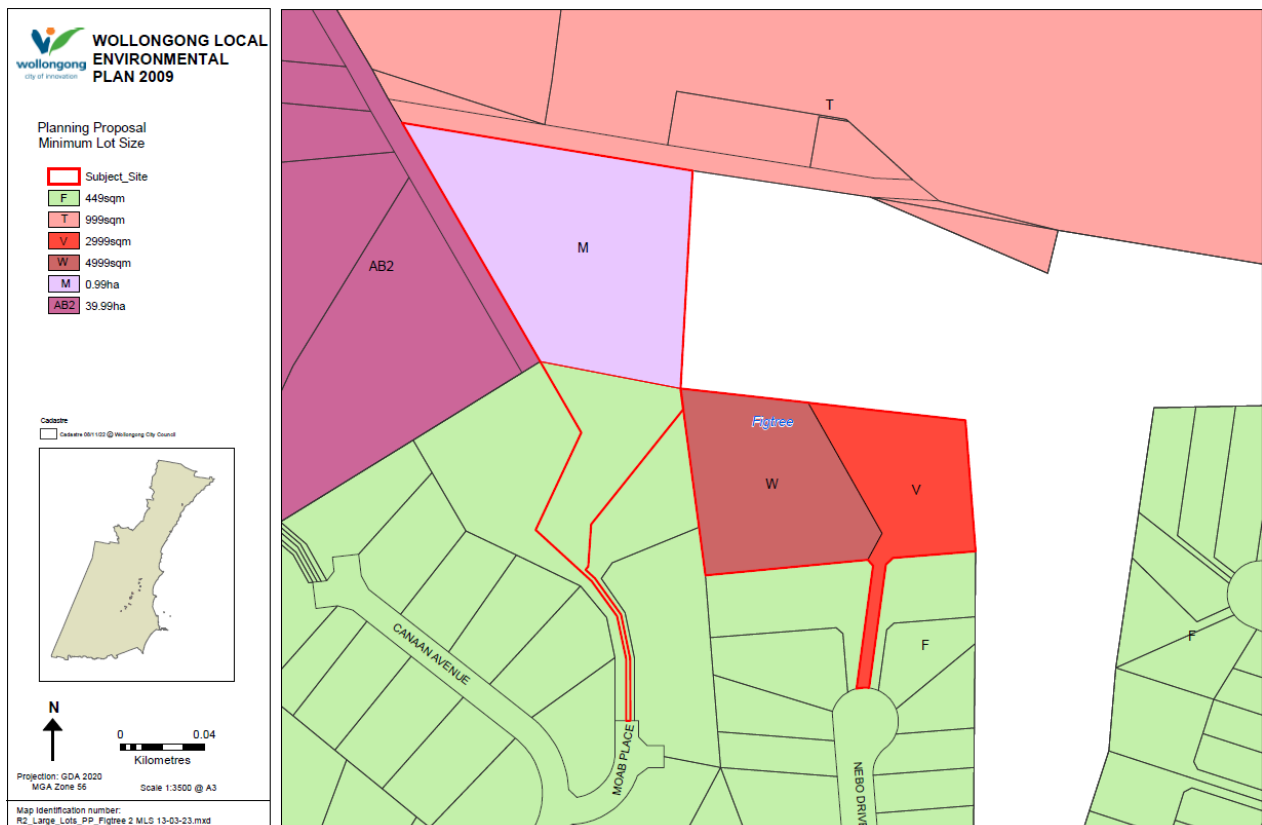 wollongong
city of innovation
WOLLONGONG LOCAL
ENVIRONMENTAL
PLAN 2009
Planning Proposal
Minimum Lot Size
Subject_Site
F 449sqm
T 999sqm
V 2999sqm
W 4999sqm
M 0.99ha
AB2 39.99ha
Cadastre
Cadastre 06/11/22 @ Wollongong City Council
N
0 0.04
Kilometres
Projection: GDA 2020
MGA Zone 56
Scale 1:3500 @ A3
Map Identification number:
R2_Large_Lots_PP_Figtree 2 MLS 13-03-23.mxd
T
M
AB2
Figtree
W
V
F
F
CANAAN AVENUE
MOAB PLACE
NEBO DRIVE